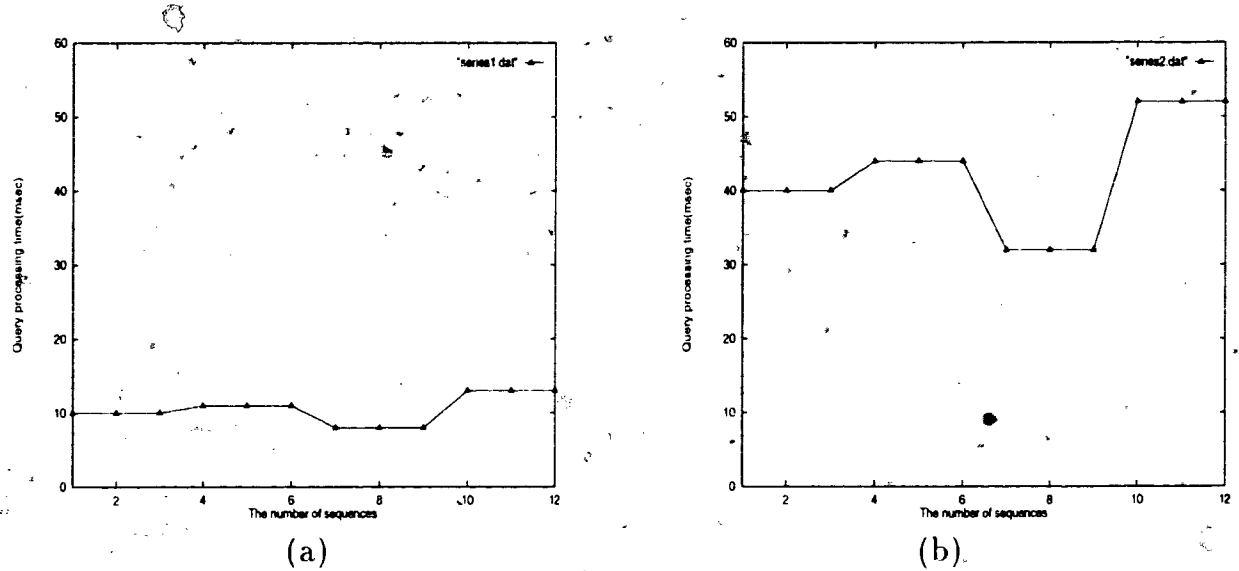 60
50
40
30
20
10
0
Query processing time(msec)
"series1.dat"
2 4 6 8 10 12
The number of sequences
(a)
60
50
40
30
20
10
0
Query processing time(msec)
"series2.dat"
2 4 6 8 10 12
The number of sequences
(b)